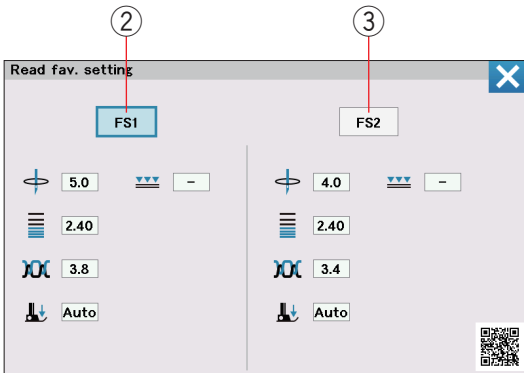 ② ③
Read fav. setting
FS1 FS2
5.0 - 4.0 -
2.40 2.40
3.8 3.4
Auto Auto